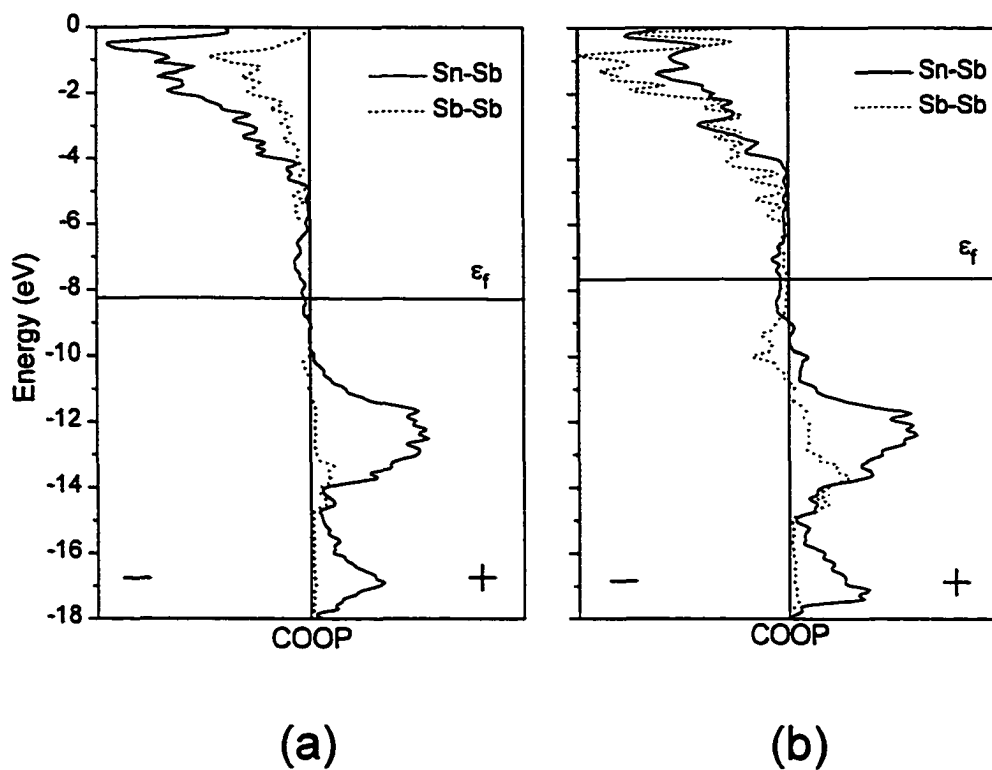 0
-2
-4
-6
-8
-10
-12
-14
-16
-18
Energy (eV)
Sn-Sb
Sb-Sb
εf
−
+
COOP
(a)
Sn-Sb
Sb-Sb
εf
−
+
COOP
(b)